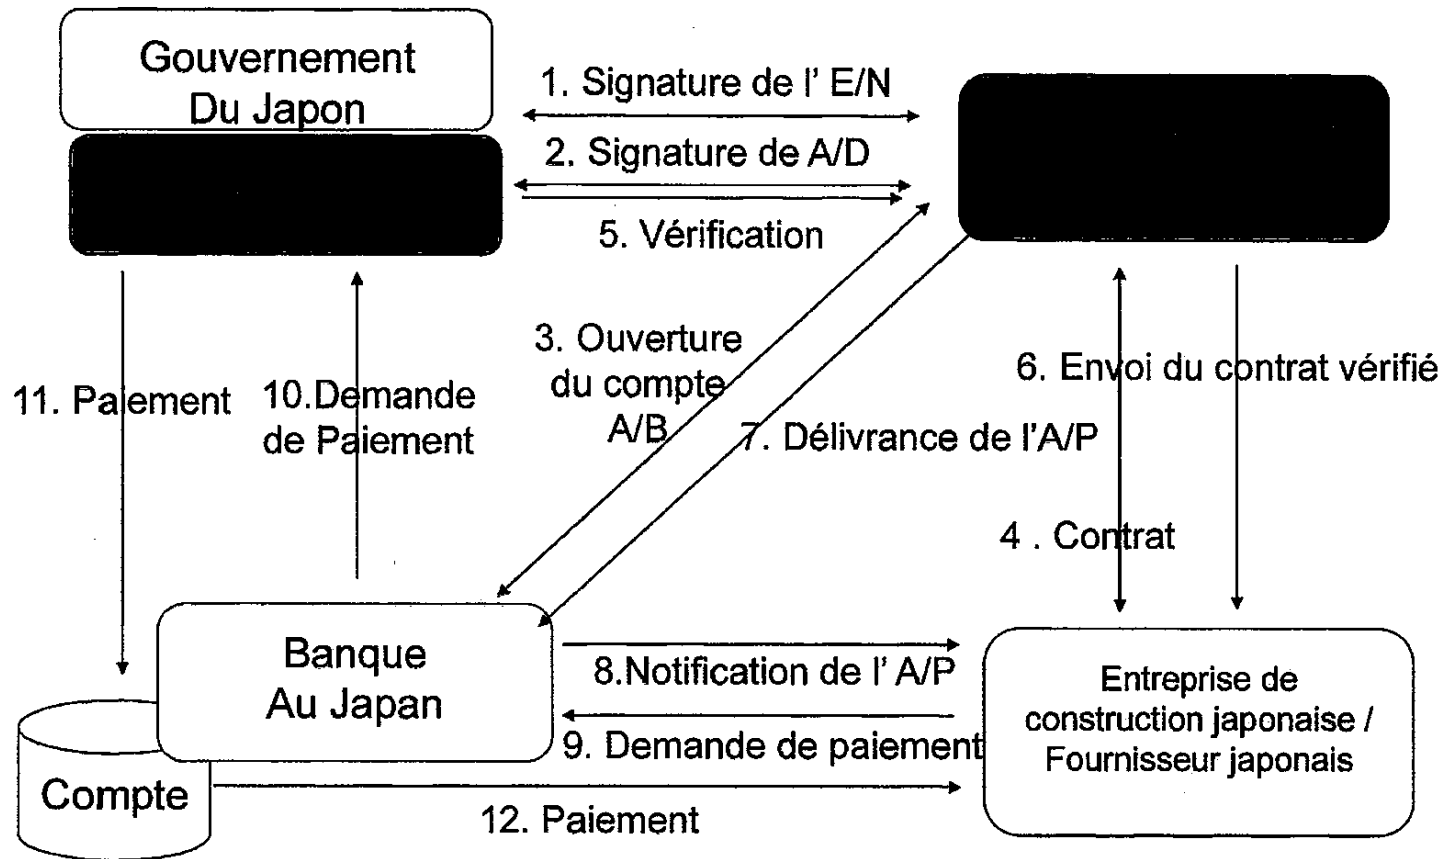 Gouvernement
Du Japon
1. Signature de l' E/N
2. Signature de A/D
5. Vérification
3. Ouverture
du compte
A/B
6. Envoi du contrat vérifié
11. Paiement
10.Demande
de Paiement
7. Délivrance de l'A/P
4 . Contrat
Banque
Au Japan
8.Notification de l' A/P
Entreprise de
construction japonaise /
Fournisseur japonais
9. Demande de paiement
Compte
12. Paiement